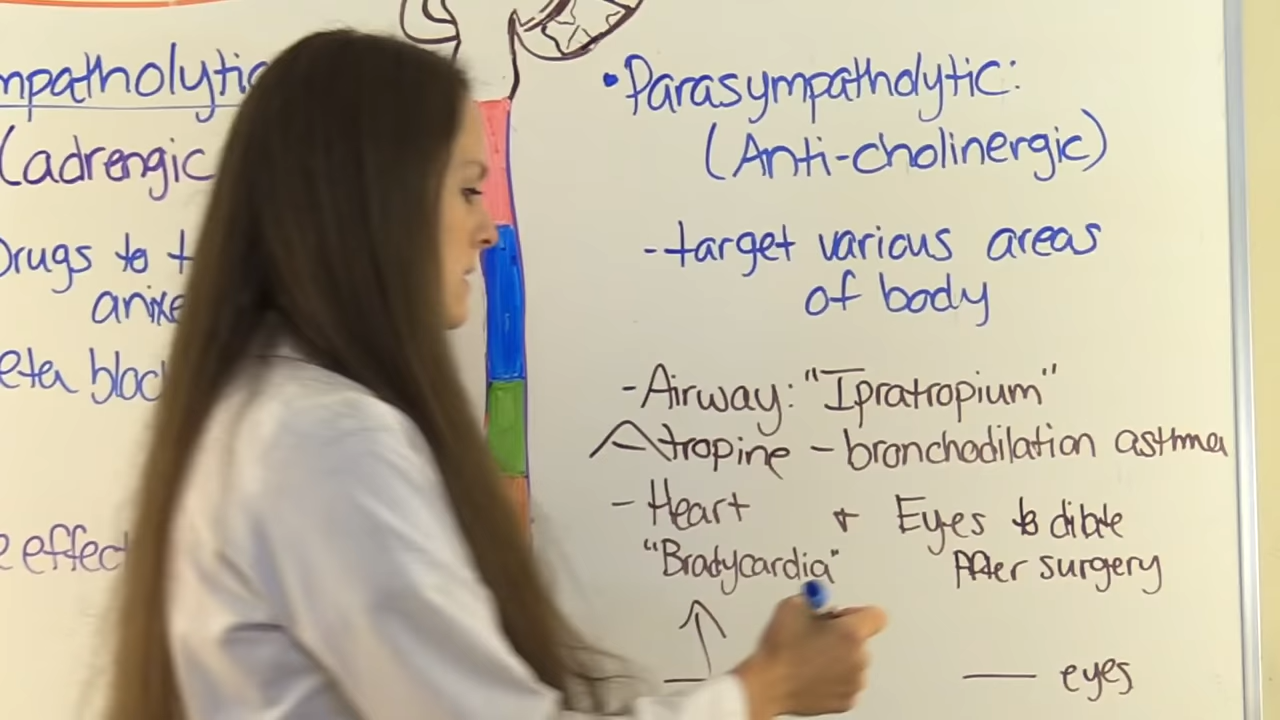 mpatholytic
(adrengic
Drugs to t
anixe
eta bloc
e effect
• Parasympatholytic:
(Anti-cholinergic)
- target various areas
of body
- Airway: "Ipratropium"
Atropine - bronchodilation asthma
- Heart + Eyes to dilate
"Bradycardia" After surgery
eyes